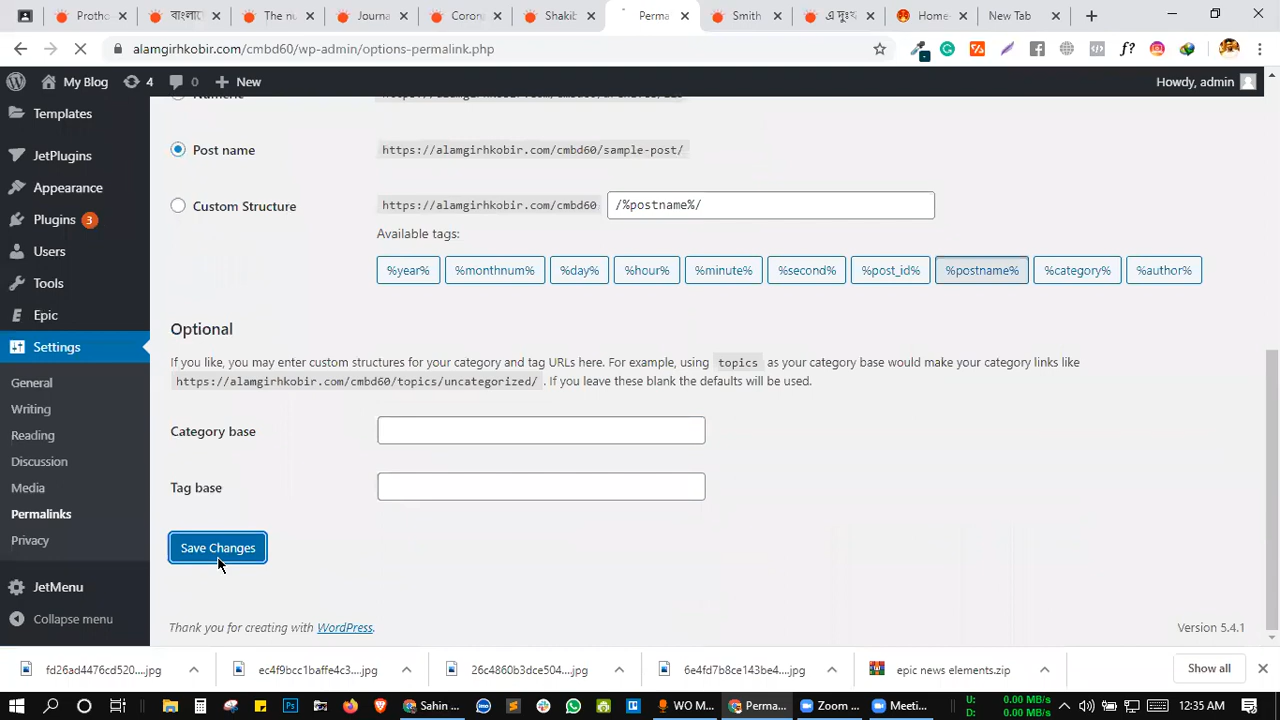 Protho
বাংলাদে
The nu
Journa
Coron
Shakib
Perma
Smith
এ দুঃ
Home
New Tab
alamgirhkobir.com/cmbd60/wp-admin/options-permalink.php
My Blog
4
0
New
Howdy, admin
Templates
JetPlugins
Appearance
Plugins 3
Users
Tools
Epic
Settings
General
Writing
Reading
Discussion
Media
Permalinks
Privacy
JetMenu
Collapse menu
Post name
https://alamgirhkobir.com/cmbd60/sample-post/
Custom Structure
https://alamgirhkobir.com/cmbd60
/%postname%/
Available tags:
%year%
%monthnum%
%day%
%hour%
%minute%
%second%
%post_id%
%postname%
%category%
%author%
Optional
If you like, you may enter custom structures for your category and tag URLs here. For example, using topics as your category base would make your category links like
https://alamgirhkobir.com/cmbd60/topics/uncategorized/ . If you leave these blank the defaults will be used.
Category base
Tag base
Save Changes
Thank you for creating with WordPress.
Version 5.4.1
fd26ad4476cd520....jpg
ec4f9bcc1baffe4c3....jpg
26c4860b3dce504....jpg
6e4fd7b8ce143be4....jpg
epic news elements.zip
Show all
Sahin ...
Perma...
WO M...
Zoom ...
Meeti...
U: 0.00 MB/s
D: 0.00 MB/s
12:35 AM